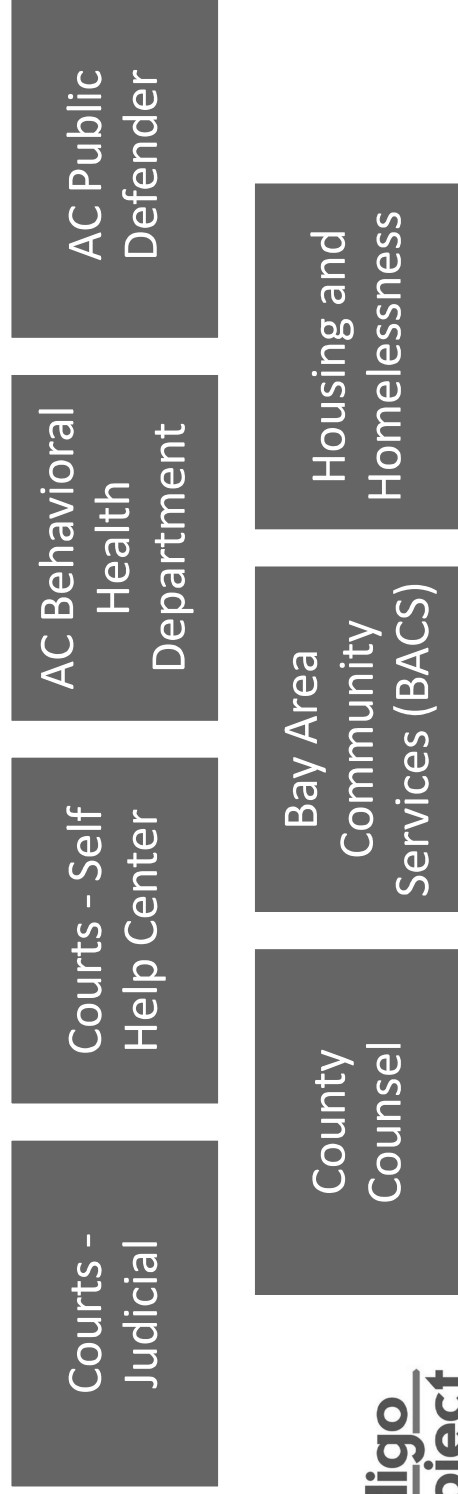 Courts -
Judicial
Courts - Self
Help Center
AC Behavioral
Health
Department
AC Public
Defender
County
Counsel
Bay Area
Community
Services (BACS)
Housing and
Homelessness